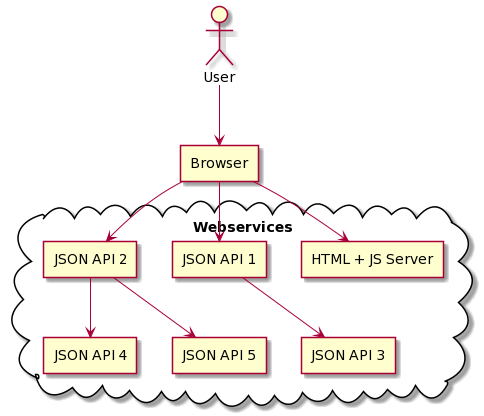 User
Browser
Webservices
JSON API 2
JSON API 1
HTML + JS Server
JSON API 4
JSON API 5
JSON API 3